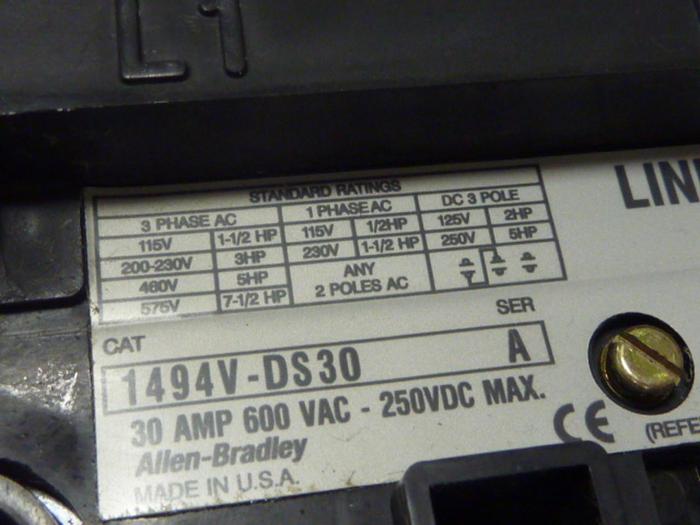 L1
STANDARD RATINGS
3 PHASE AC 1 PHASE AC DC 3 POLE
115V 1-1/2 HP 115V 1/2HP 125V 2HP
200-230V 3HP 230V 1-1/2 HP 250V 5HP
460V 5HP ANY
575V 7-1/2 HP 2 POLES AC
LINE
CAT SER
1494V-DS30 A
30 AMP 600 VAC - 250VDC MAX.
Allen-Bradley CE (REFE
MADE IN U.S.A.